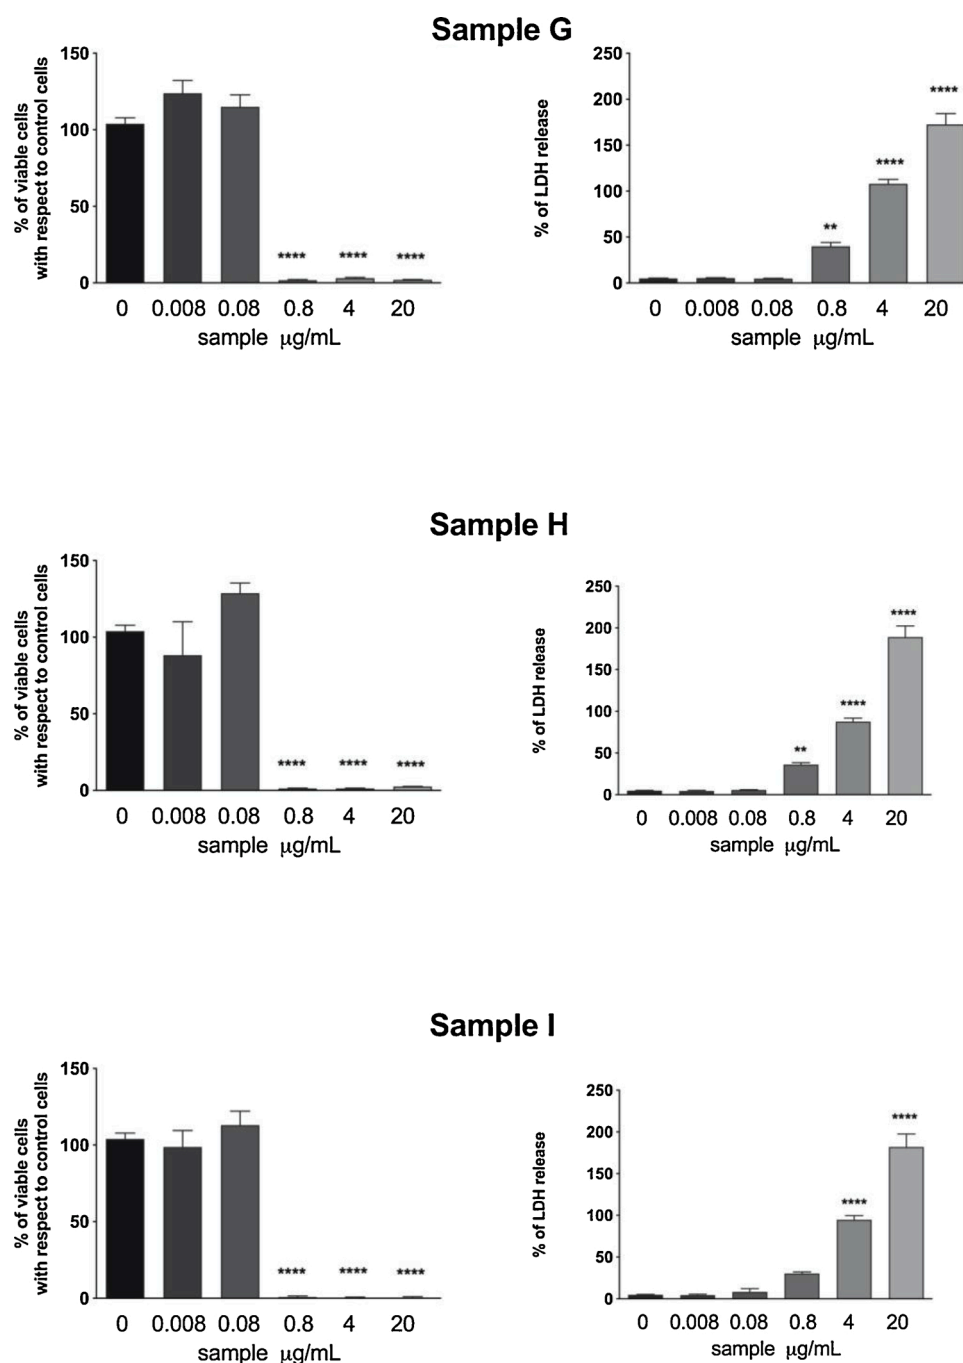 Sample G
% of viable cells
with respect to control cells
150
100
50
0
**** **** ****
0 0.008 0.08 0.8 4 20
sample μg/mL
% of LDH release
250
200
150
100
50
0
** **** ****
0 0.008 0.08 0.8 4 20
sample μg/mL
Sample H
% of viable cells
with respect to control cells
150
100
50
0
**** **** ****
0 0.008 0.08 0.8 4 20
sample μg/mL
% of LDH release
250
200
150
100
50
0
** **** ****
0 0.008 0.08 0.8 4 20
sample μg/mL
Sample I
% of viable cells
with respect to control cells
150
100
50
0
**** **** ****
0 0.008 0.08 0.8 4 20
sample μg/mL
% of LDH release
250
200
150
100
50
0
**** ****
0 0.008 0.08 0.8 4 20
sample μg/mL